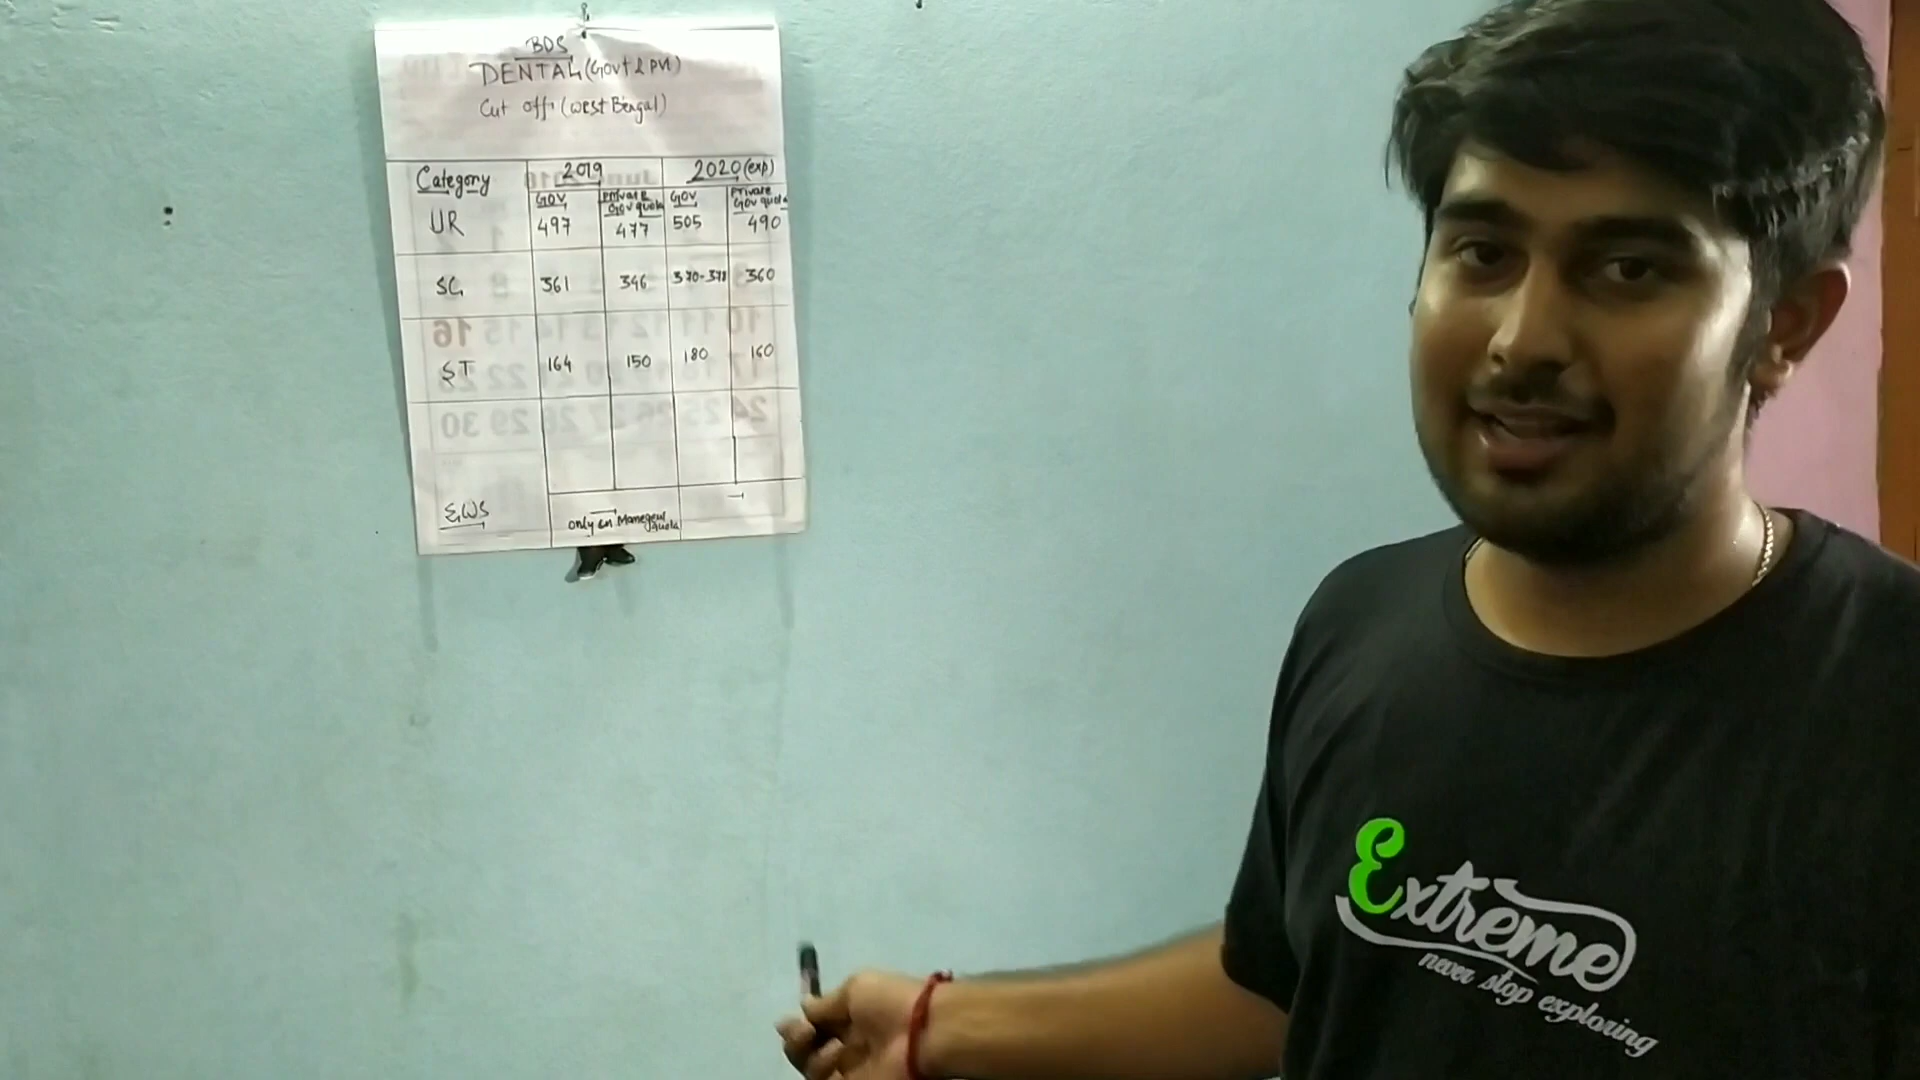 BDS
DENTAL (Govt & Pvt)
Cut off (West Bengal)
Category 2019 2020 (exp)
GOV Private Gov quota GOV Private Gov quota
UR 497 477 505 490
SC 361 346 370-378 360
ST 164 150 180 160
EWS only in
quota
Extreme
never stop exploring